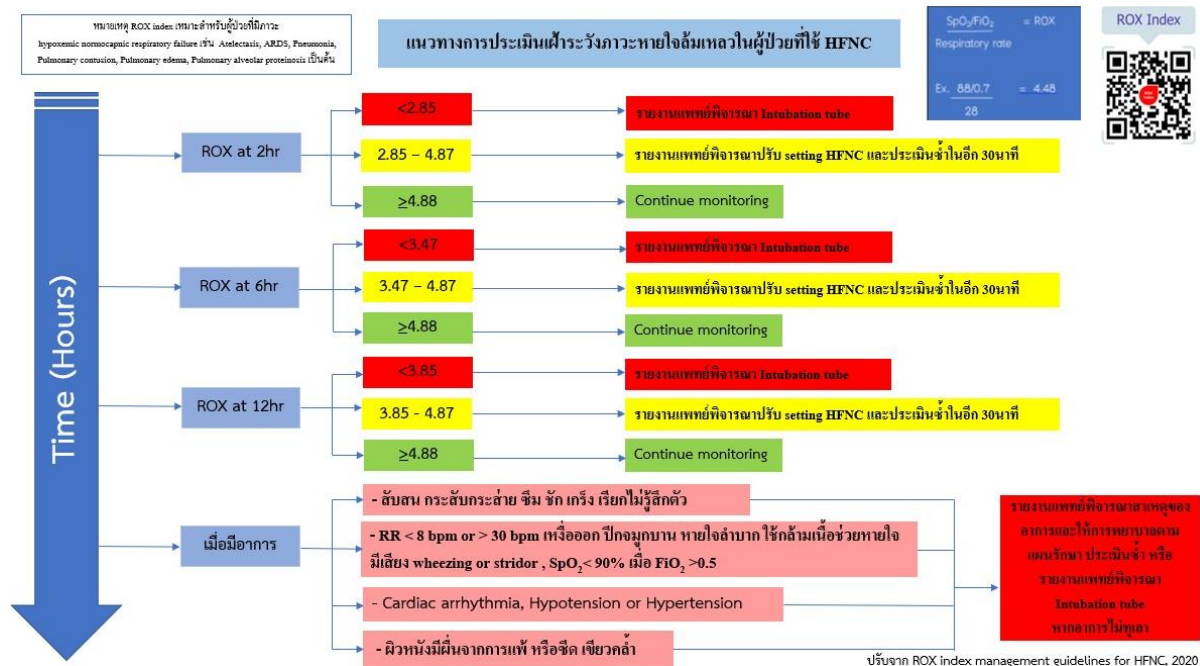 หมายเหตุ ROX index เหมาะสำหรับผู้ป่วยที่มีภาวะ
hypoxemic normocapnic respiratory failure เช่น Atelectasis, ARDS, Pneumonia,
Pulmonary contusion, Pulmonary edema, Pulmonary alveolar proteinosis เป็นต้น
แนวทางการประเมินเฝ้าระวังภาวะหายใจล้มเหลวในผู้ป่วยที่ใช้ HFNC
SpO₂/FiO₂ = ROX
Respiratory rate
Ex. 88/0.7 = 4.48
28
ROX Index
Time (Hours)
ROX at 2hr
<2.85
รายงานแพทย์พิจารณา Intubation tube
2.85 – 4.87
รายงานแพทย์พิจารณาปรับ setting HFNC และประเมินซ้ำในอีก 30นาที
≥4.88
Continue monitoring
ROX at 6hr
<3.47
รายงานแพทย์พิจารณา Intubation tube
3.47 – 4.87
รายงานแพทย์พิจารณาปรับ setting HFNC และประเมินซ้ำในอีก 30นาที
≥4.88
Continue monitoring
ROX at 12hr
<3.85
รายงานแพทย์พิจารณา Intubation tube
3.85 - 4.87
รายงานแพทย์พิจารณาปรับ setting HFNC และประเมินซ้ำในอีก 30นาที
≥4.88
Continue monitoring
เมื่อมีอาการ
- สับสน กระสับกระส่าย ซึม ชัก เกร็ง เรียกไม่รู้สึกตัว
- RR < 8 bpm or > 30 bpm เหงื่อออก ปีกจมูกบาน หายใจลำบาก ใช้กล้ามเนื้อช่วยหายใจ
มีเสียง wheezing or stridor , SpO₂< 90% เมื่อ FiO₂ >0.5
- Cardiac arrhythmia, Hypotension or Hypertension
- ผิวหนังมีผื่นจากการแพ้ หรือซีด เขียวคล้ำ
รายงานแพทย์พิจารณาสาเหตุของ
อาการและให้การพยาบาลตาม
แผนรักษา ประเมินซ้ำ หรือ
รายงานแพทย์พิจารณา
Intubation tube
หากอาการไม่ทุเลา
ปรับจาก ROX index management guidelines for HFNC, 2020